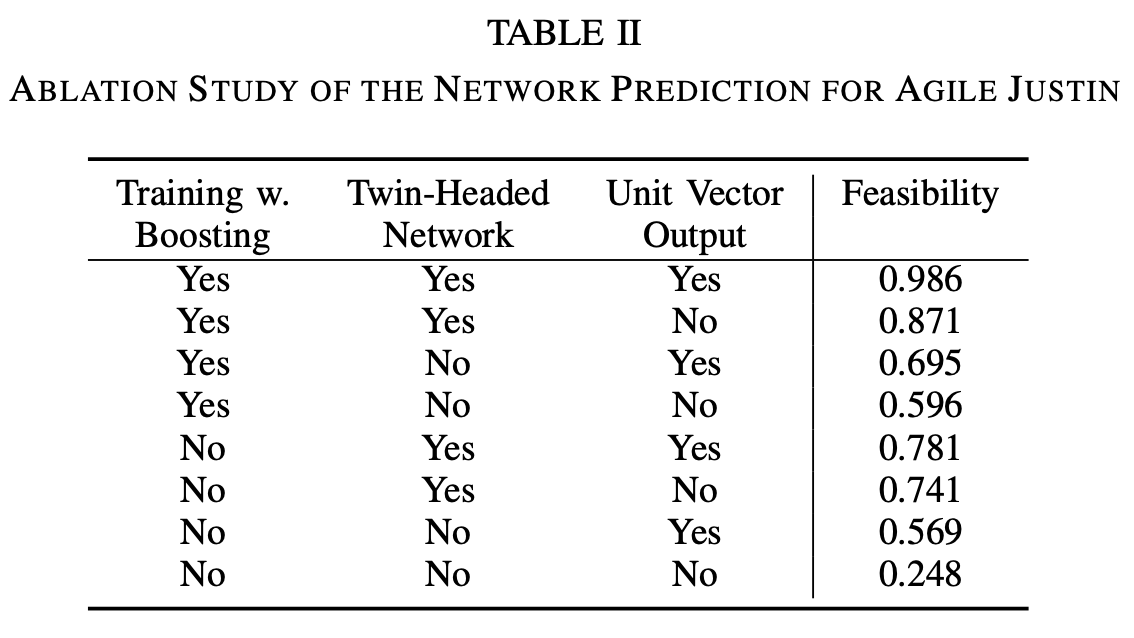 TABLE II
ABLATION STUDY OF THE NETWORK PREDICTION FOR AGILE JUSTIN
Training w. Twin-Headed Unit Vector Feasibility
Boosting Network Output
Yes Yes Yes 0.986
Yes Yes No 0.871
Yes No Yes 0.695
Yes No No 0.596
No Yes Yes 0.781
No Yes No 0.741
No No Yes 0.569
No No No 0.248